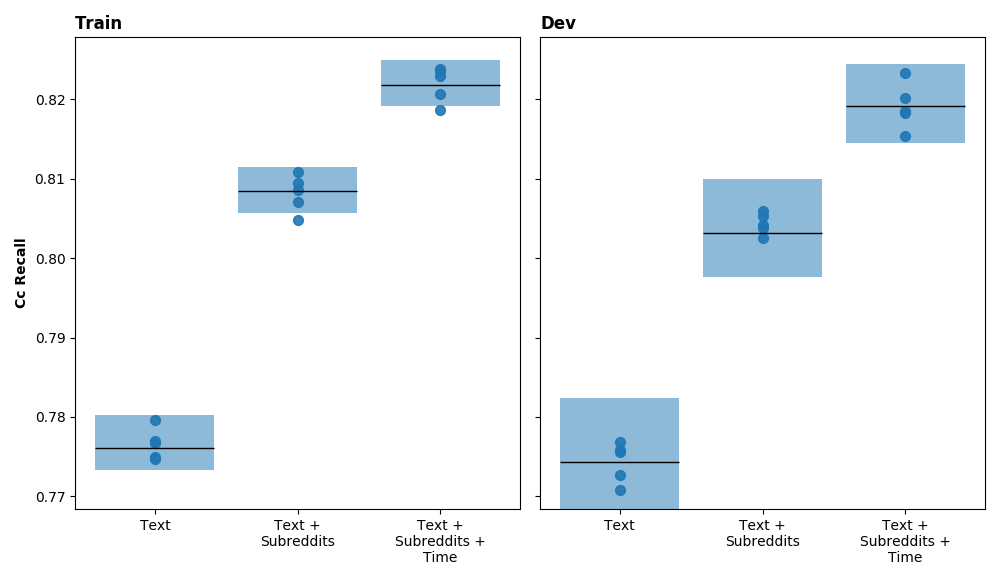 Train
Dev
Cc Recall
0.82
0.81
0.80
0.79
0.78
0.77
Text
Text +
Subreddits
Text +
Subreddits +
Time
Text
Text +
Subreddits
Text +
Subreddits +
Time